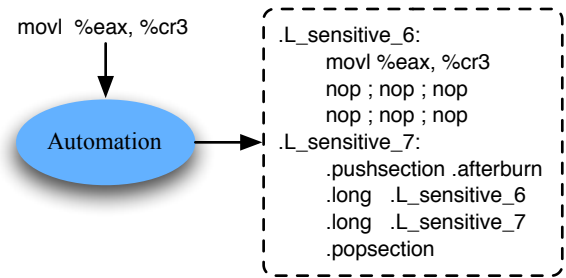 movl %eax, %cr3
Automation
.L_sensitive_6:
movl %eax, %cr3
nop ; nop ; nop
nop ; nop ; nop
.L_sensitive_7:
.pushsection .afterburn
.long .L_sensitive_6
.long .L_sensitive_7
.popsection